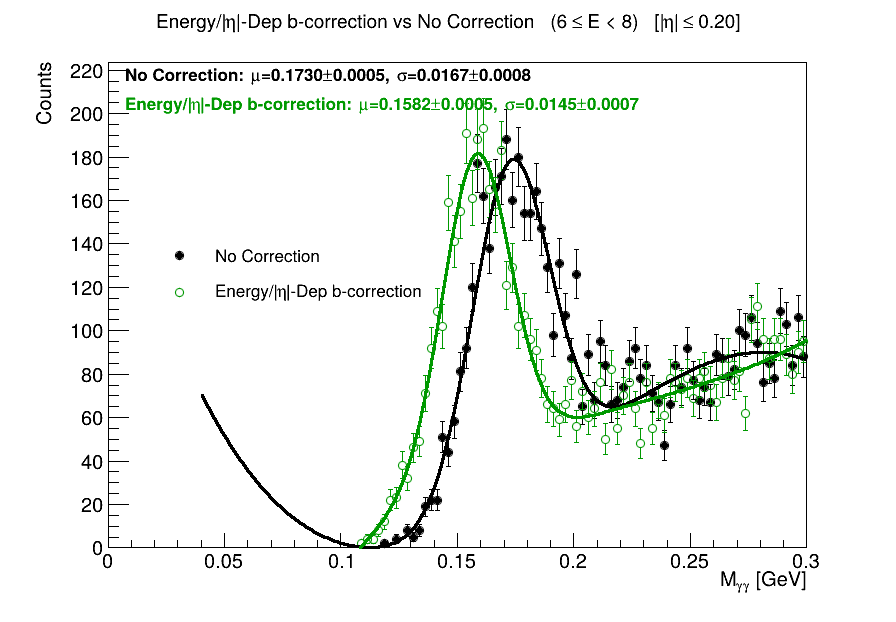 Energy/|η|-Dep b-correction vs No Correction (6 ≤ E < 8) [|η| ≤ 0.20]
Counts
No Correction: μ=0.1730±0.0005, σ=0.0167±0.0008
Energy/|η|-Dep b-correction: μ=0.1582±0.0005, σ=0.0145±0.0007
No Correction
Energy/|η|-Dep b-correction
220
200
180
160
140
120
100
80
60
40
20
0
0 0.05 0.1 0.15 0.2 0.25 0.3
Mγγ [GeV]